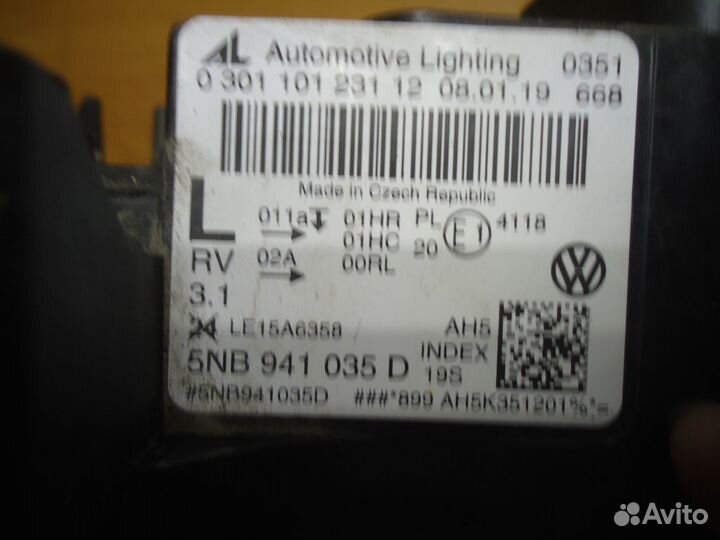 AL Automotive Lighting 0351
0 301 101 231 12 08.01.19 668
Made in Czech Republic
L 011a 01HR PL E1 4118
01HC 20
RV 02A 00RL
3.1
24 LE15A6358 AH5
5NB 941 035 D INDEX 19S
#5NB941035D ###*899 AH5K351201%*=
Avito